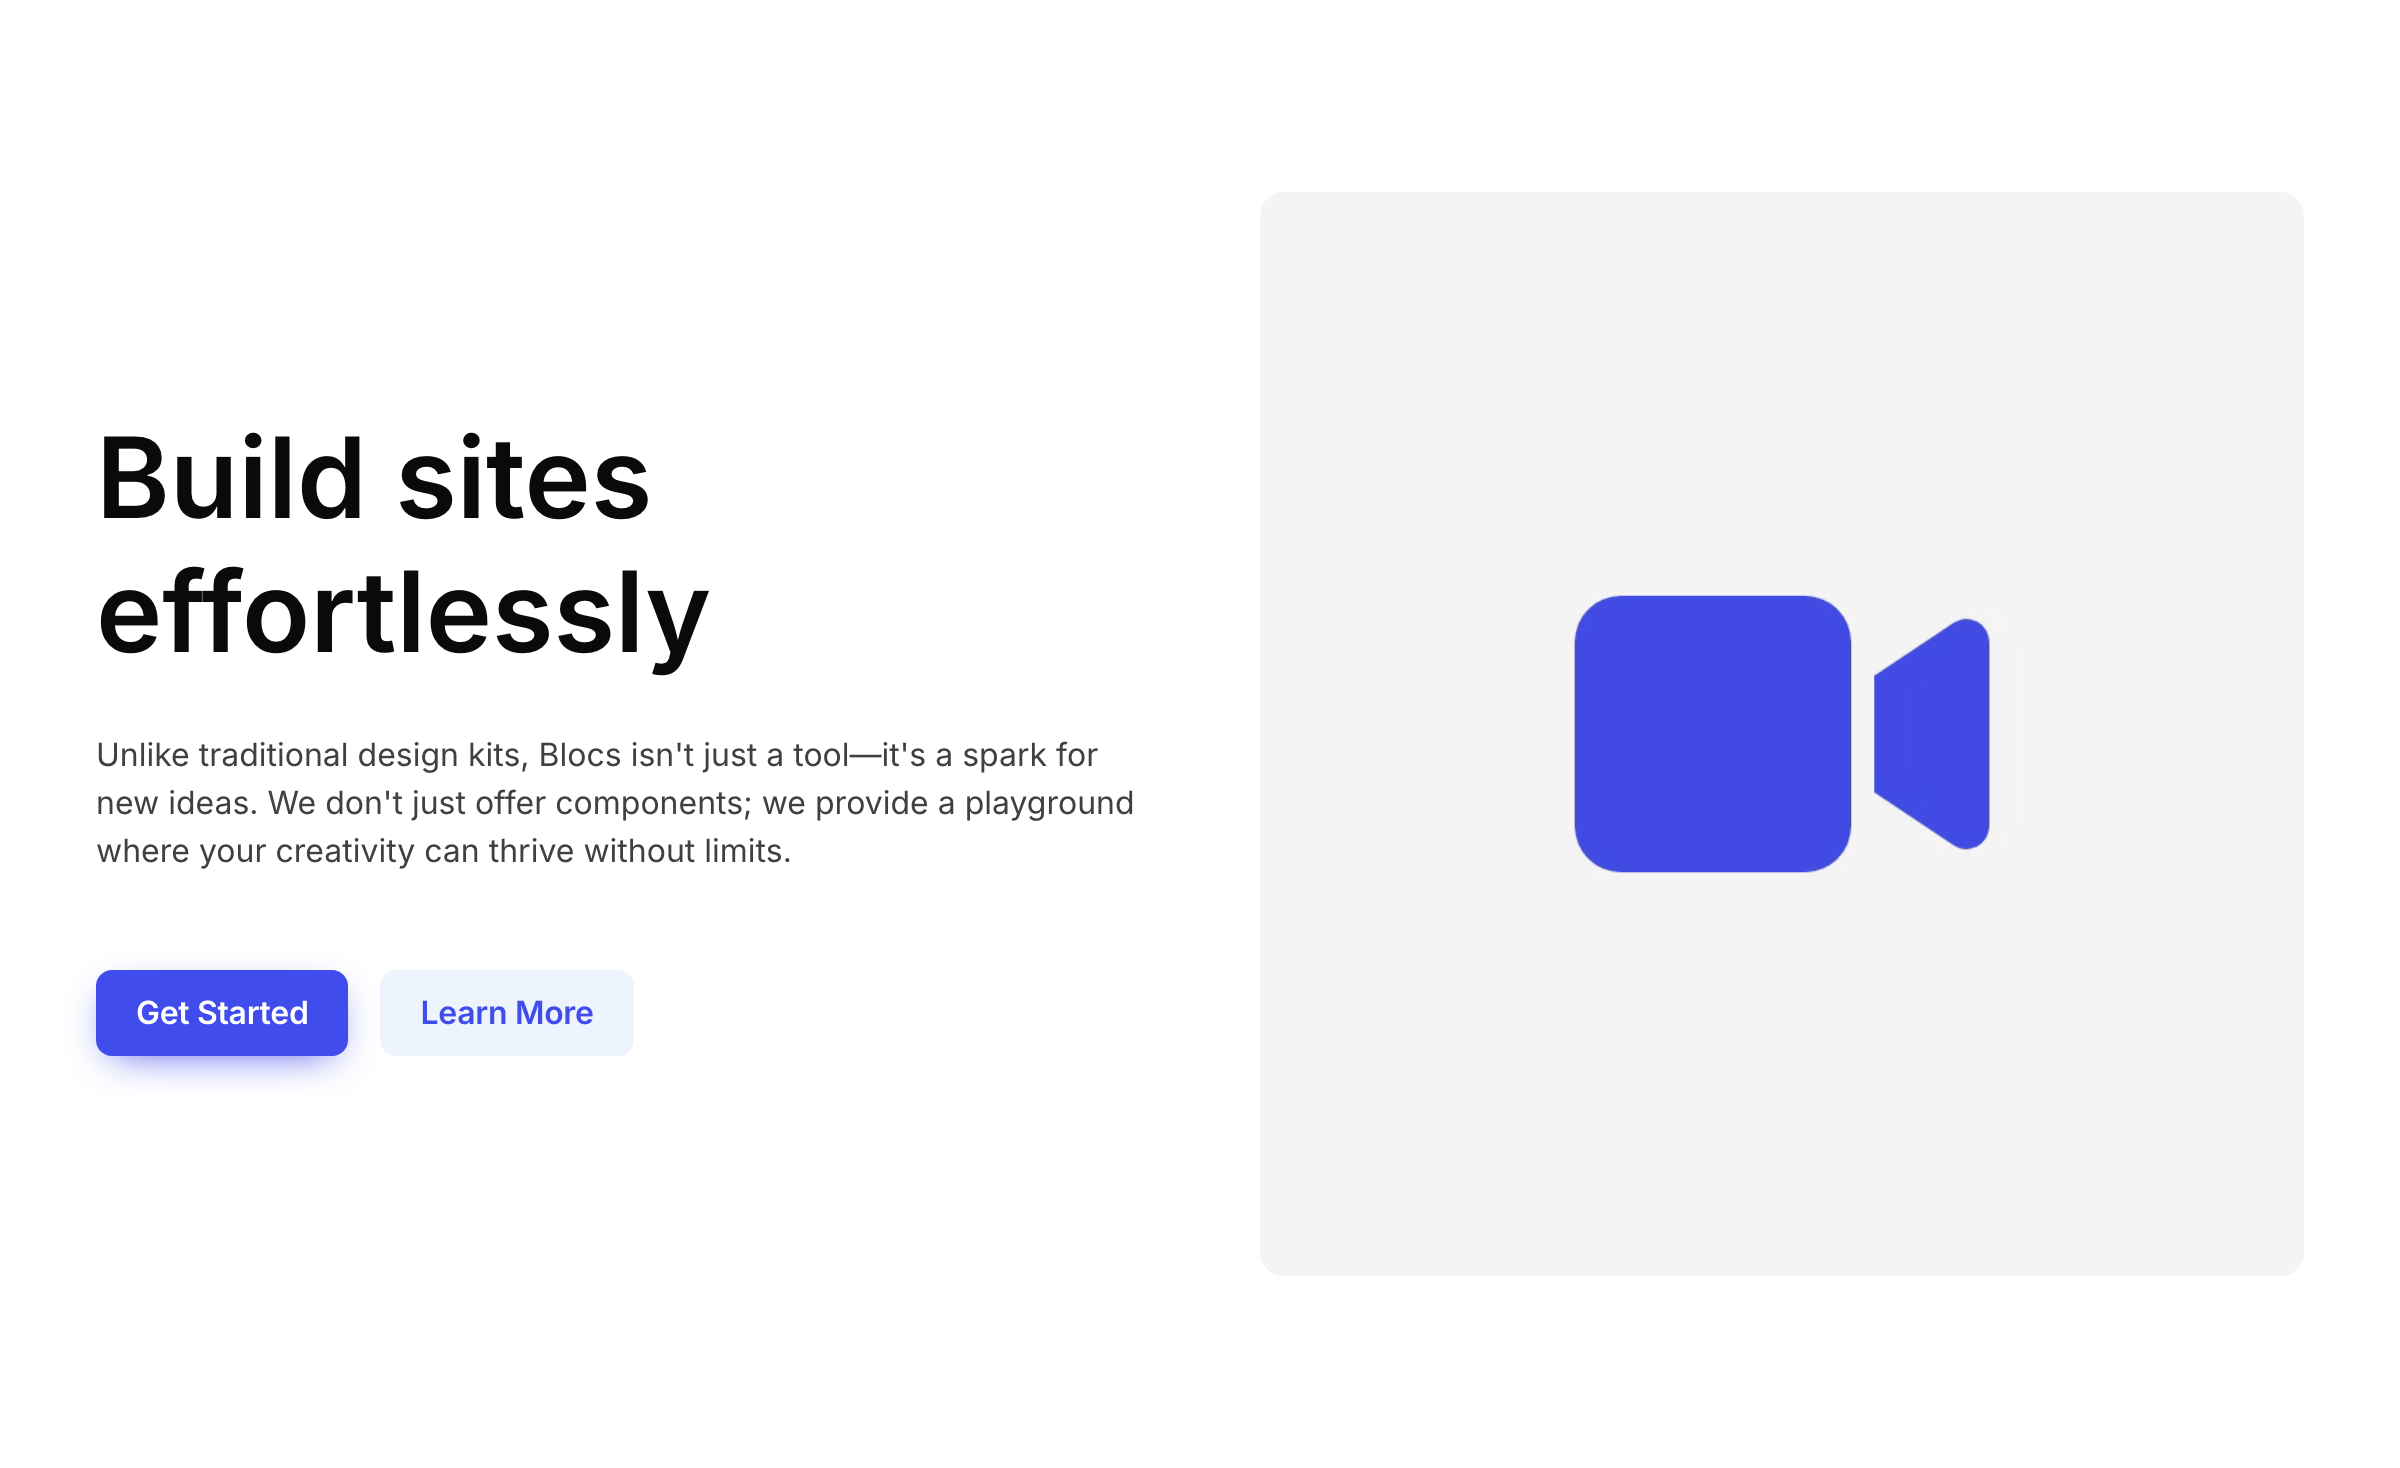 Build sites
effortlessly
Unlike traditional design kits, Blocs isn't just a tool—it's a spark for
new ideas. We don't just offer components; we provide a playground
where your creativity can thrive without limits.
Get Started
Learn More